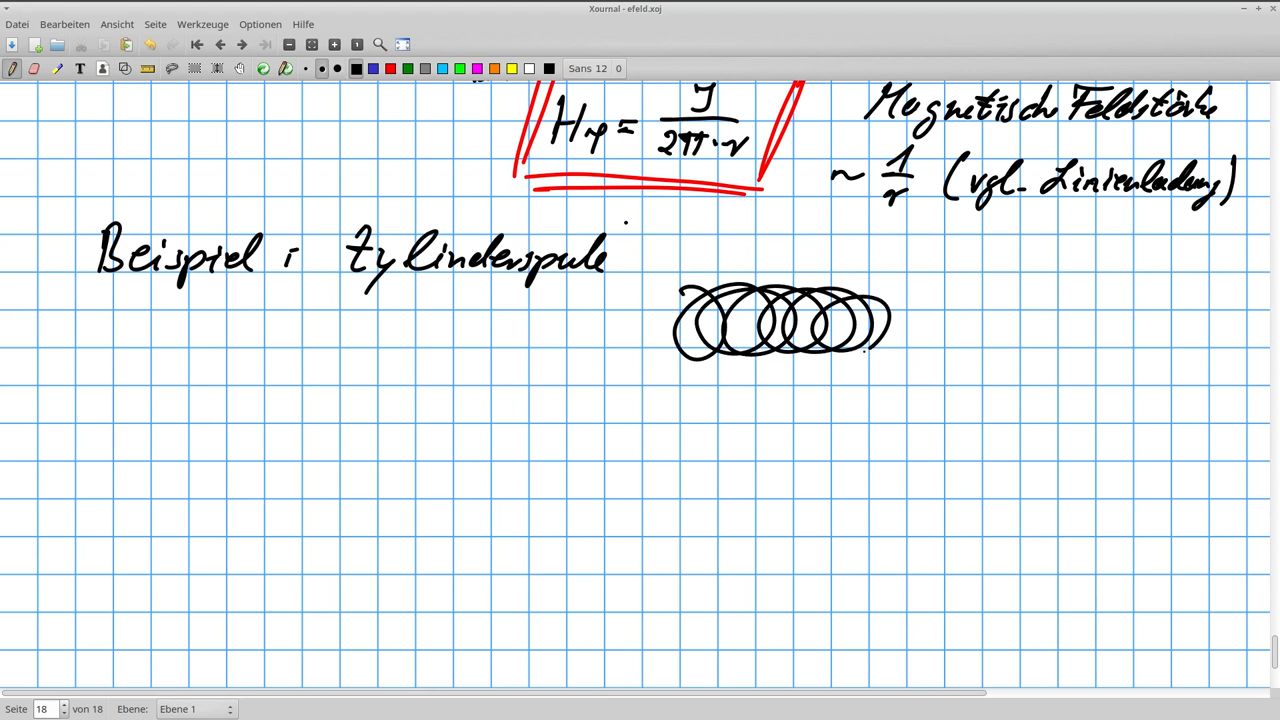 Xournal - efeld.xoj
Datei Bearbeiten Ansicht Seite Werkzeuge Optionen Hilfe
Sans 12 0
Hφ = I / 2π · r
Magnetische Feldstärke
~ 1/r (vgl. Linienladung)
Beispiel : Zylinderspule
Seite 18 von 18 Ebene: Ebene 1